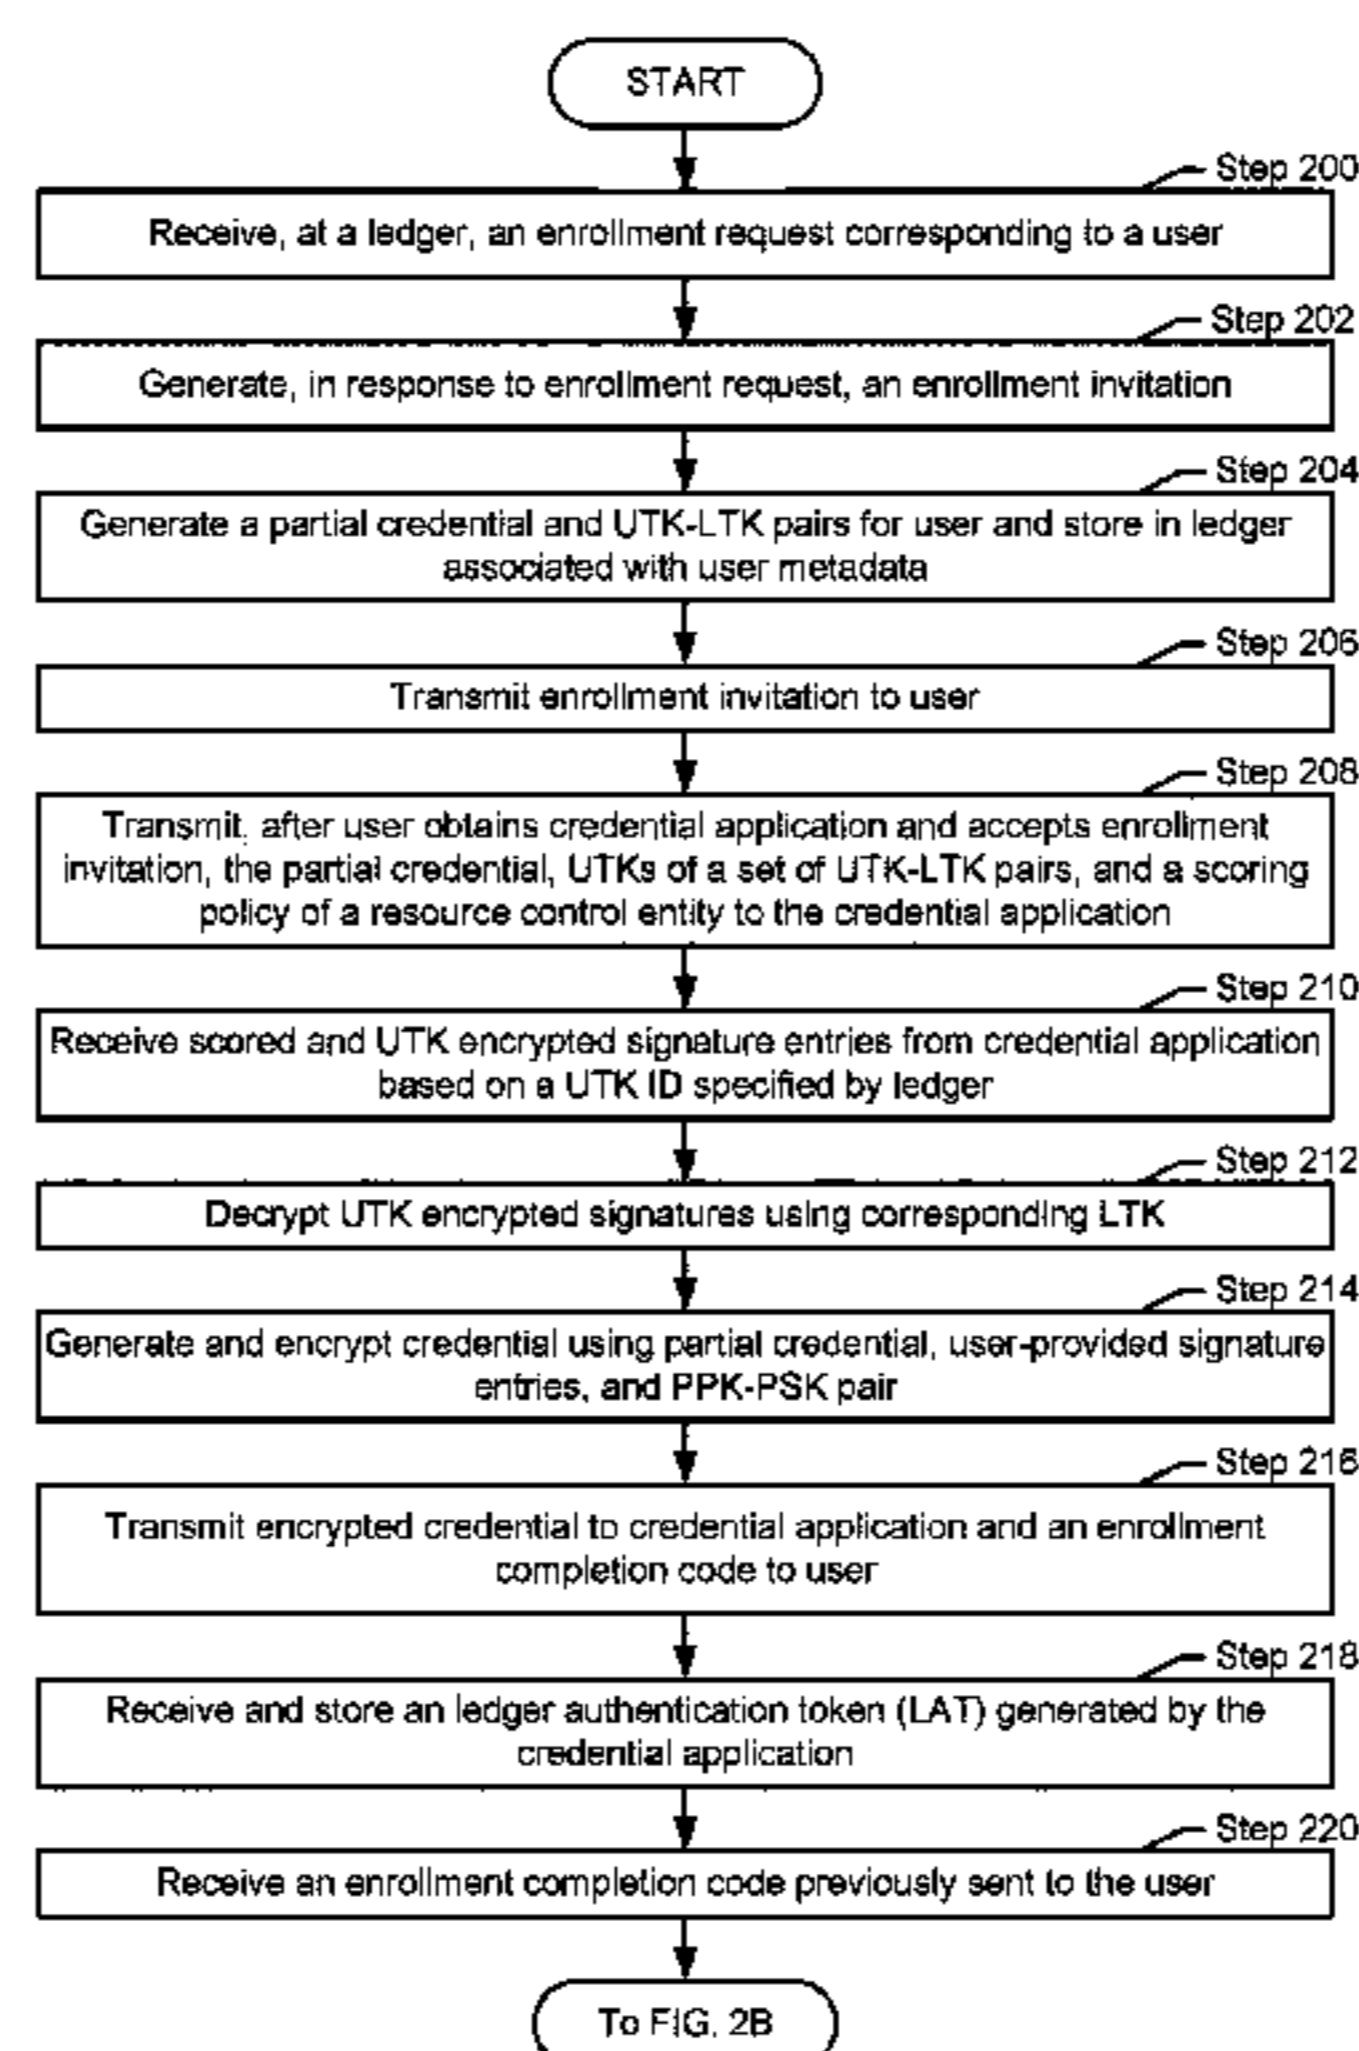 START
Step 200
Receive, at a ledger, an enrollment request corresponding to a user
Step 202
Generate, in response to enrollment request, an enrollment invitation
Step 204
Generate a partial credential and UTK-LTK pairs for user and store in ledger
associated with user metadata
Step 206
Transmit enrollment invitation to user
Step 208
Transmit, after user obtains credential application and accepts enrollment
invitation, the partial credential, UTKs of a set of UTK-LTK pairs, and a scoring
policy of a resource control entity to the credential application
Step 210
Receive scored and UTK encrypted signature entries from credential application
based on a UTK ID specified by ledger
Step 212
Decrypt UTK encrypted signatures using corresponding LTK
Step 214
Generate and encrypt credential using partial credential, user-provided signature
entries, and PPK-PSK pair
Step 216
Transmit encrypted credential to credential application and an enrollment
completion code to user
Step 218
Receive and store an ledger authentication token (LAT) generated by the
credential application
Step 220
Receive an enrollment completion code previously sent to the user
To FIG. 2B